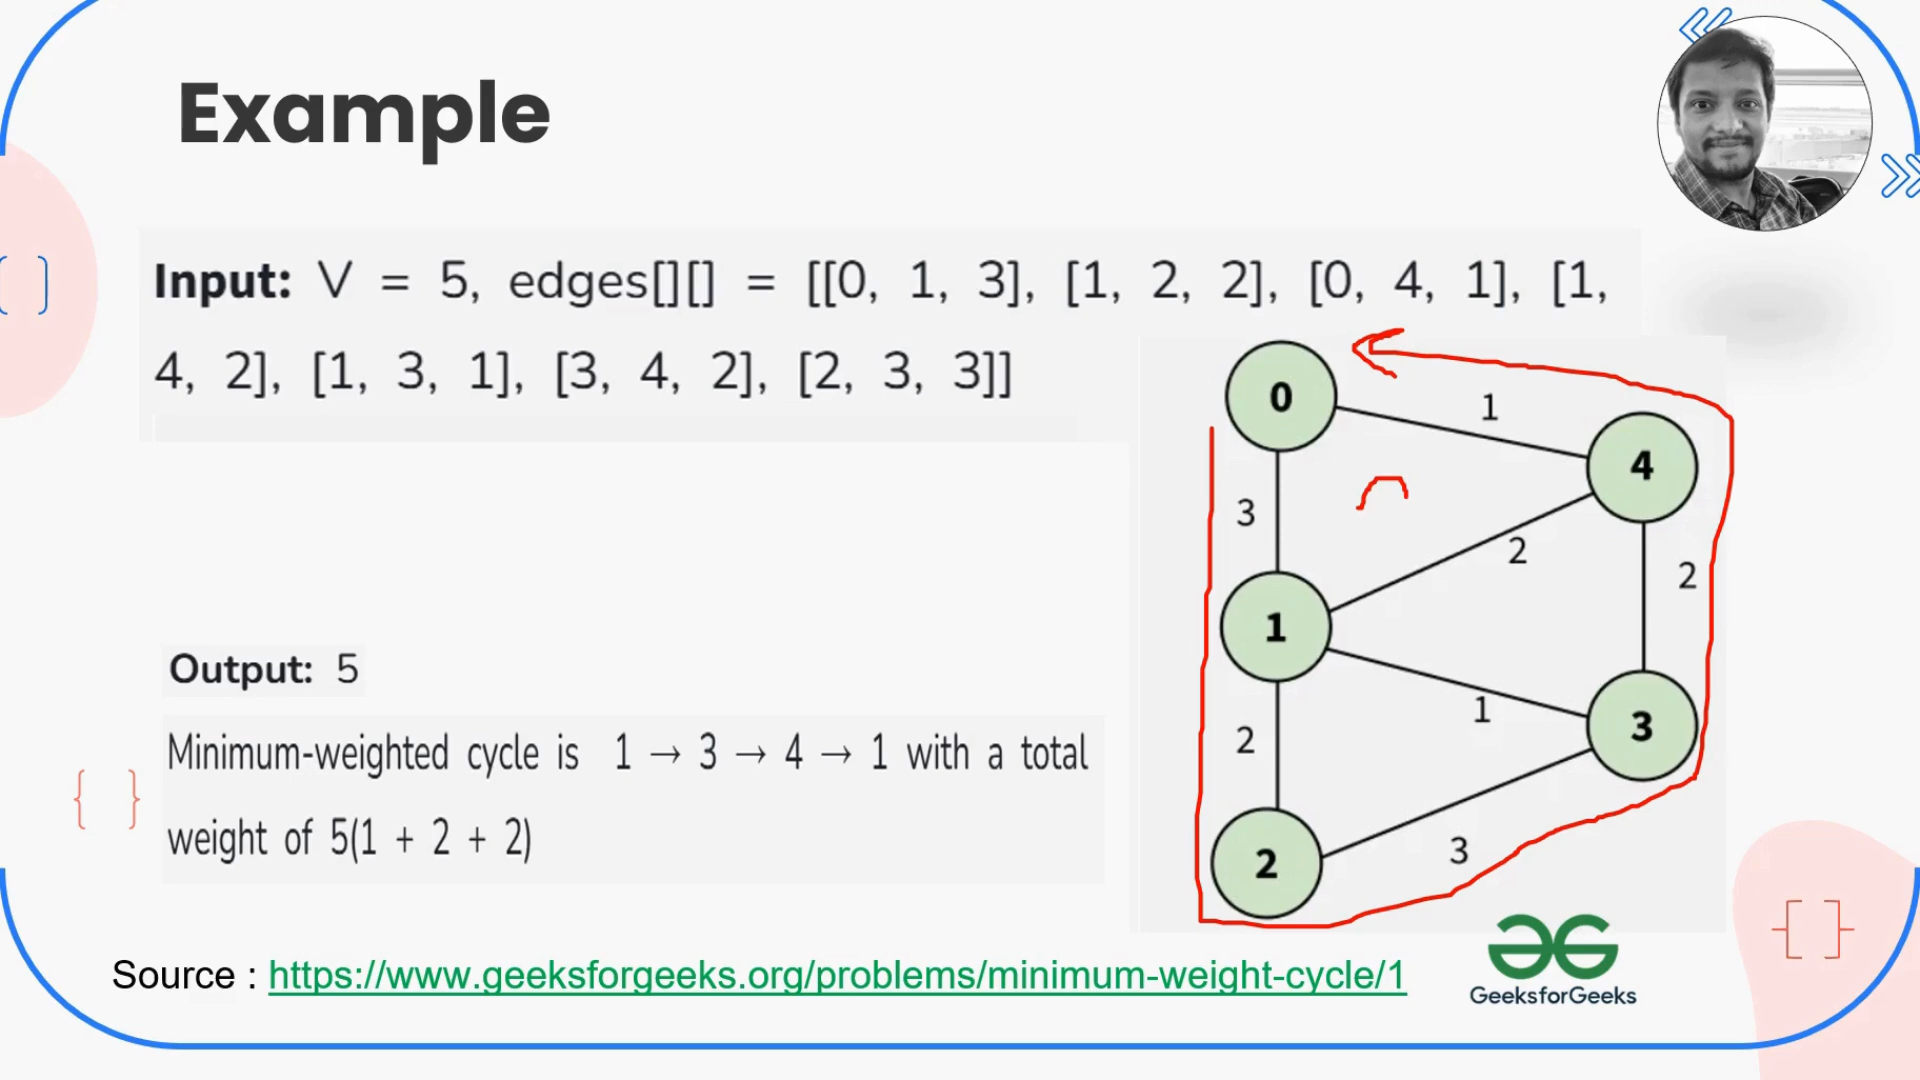 Example
Input: V = 5, edges[][] = [[0, 1, 3], [1, 2, 2], [0, 4, 1], [1,
4, 2], [1, 3, 1], [3, 4, 2], [2, 3, 3]]
0
1
4
3
2
2
1
1
3
2
3
2
Output: 5
Minimum-weighted cycle is 1 → 3 → 4 → 1 with a total
weight of 5(1 + 2 + 2)
Source : https://www.geeksforgeeks.org/problems/minimum-weight-cycle/1
GeeksforGeeks